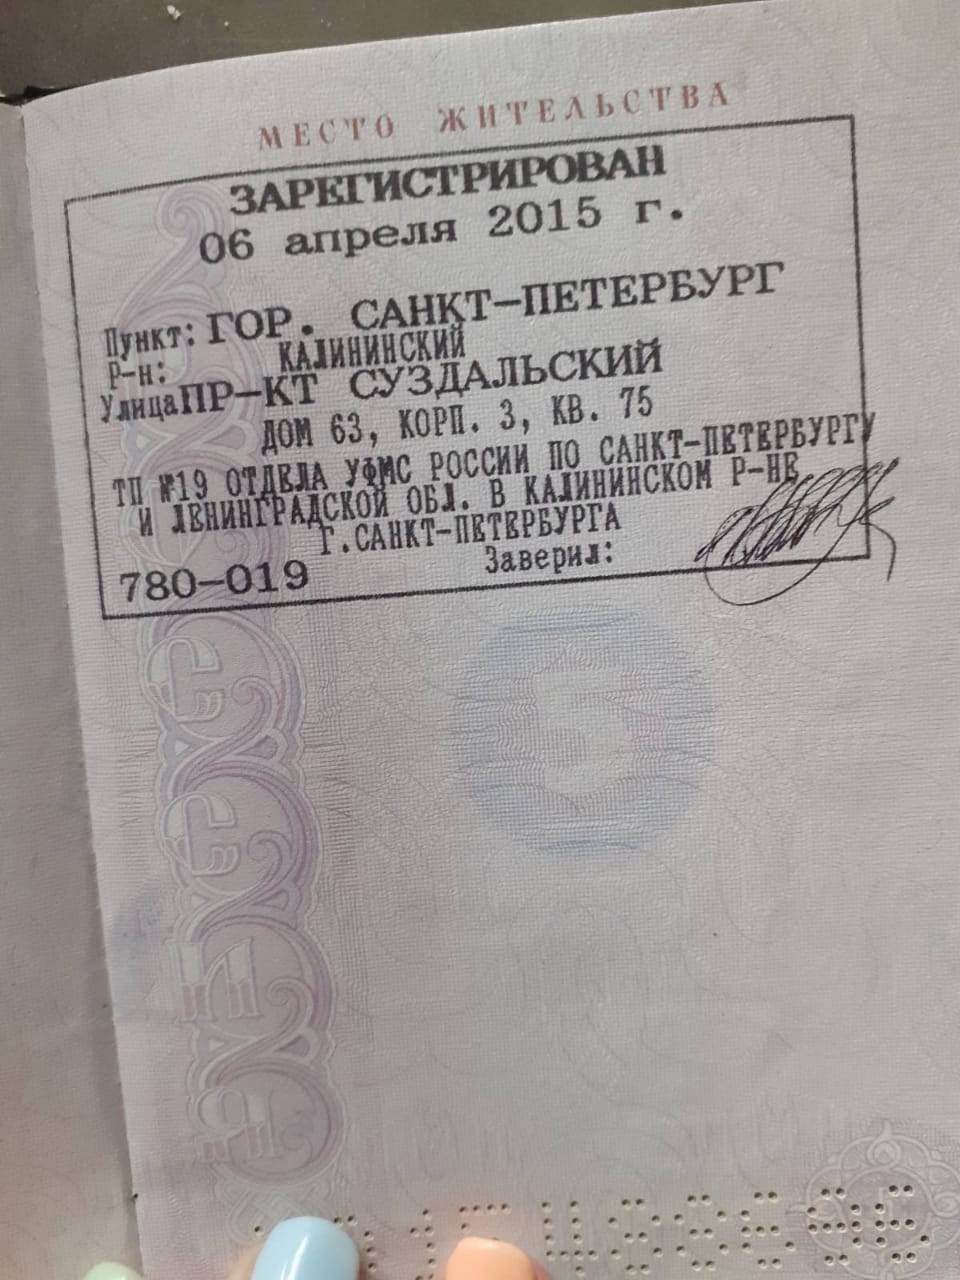 МЕСТО ЖИТЕЛЬСТВА
ЗАРЕГИСТРИРОВАН
06 апреля 2015 г.
Пункт: ГОР. САНКТ-ПЕТЕРБУРГ
Р-н: КАЛИНИНСКИЙ
Улица ПР-КТ СУЗДАЛЬСКИЙ
ДОМ 63, КОРП. 3, КВ. 75
ТП №19 ОТДЕЛА УФМС РОССИИ ПО САНКТ-ПЕТЕРБУРГУ
И ЛЕНИНГРАДСКОЙ ОБЛ. В КАЛИНИНСКОМ Р-НЕ
Г.САНКТ-ПЕТЕРБУРГА
780-019 Заверил:
5